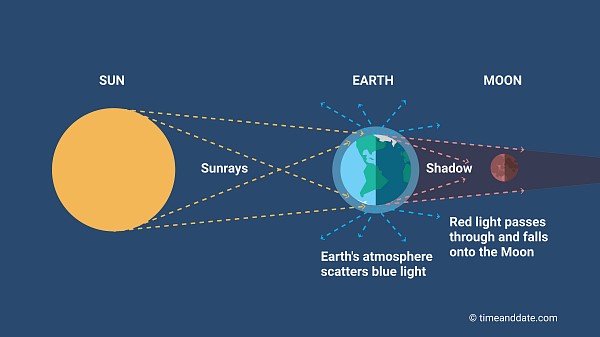 SUN
EARTH
MOON
Sunrays
Shadow
Red light passes
through and falls
onto the Moon
Earth's atmosphere
scatters blue light
© timeanddate.com